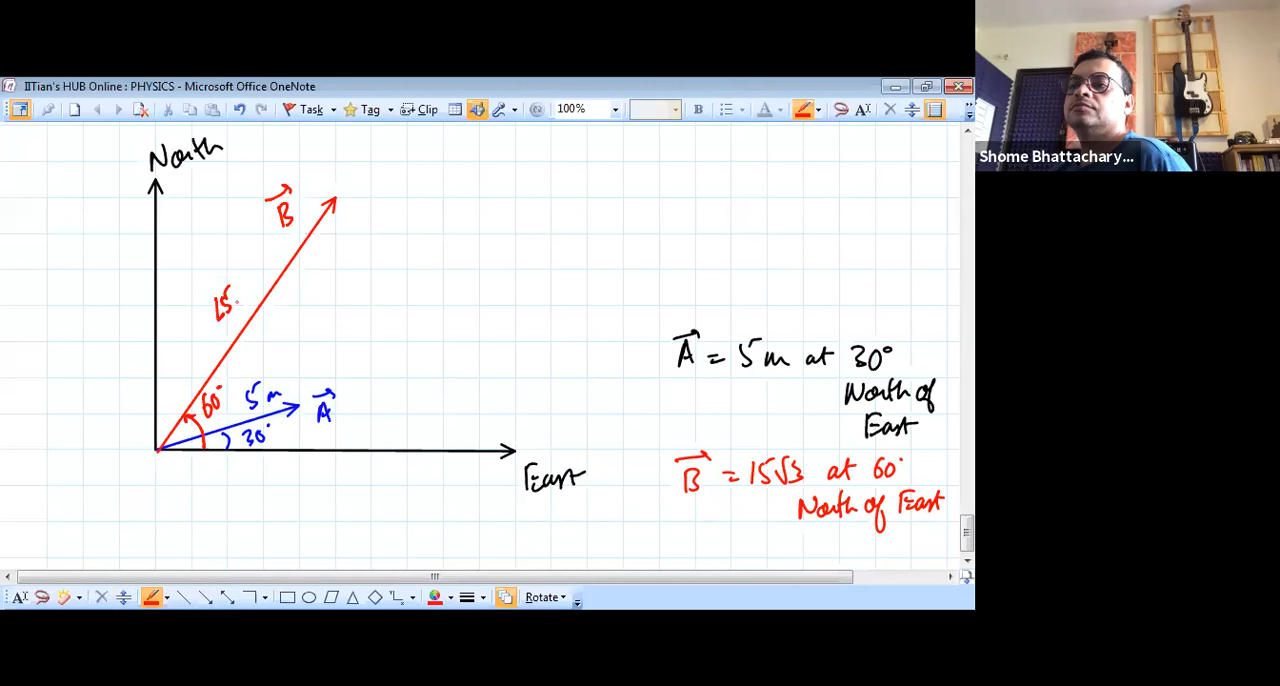 IITian's HUB Online : PHYSICS - Microsoft Office OneNote
Task
Tag
Clip
100%
B
A
Shome Bhattachary...
North
B
15
60°
5m
A
30°
East
A = 5 m at 30°
North of
East
B = 15√3 at 60°
North of East
Rotate